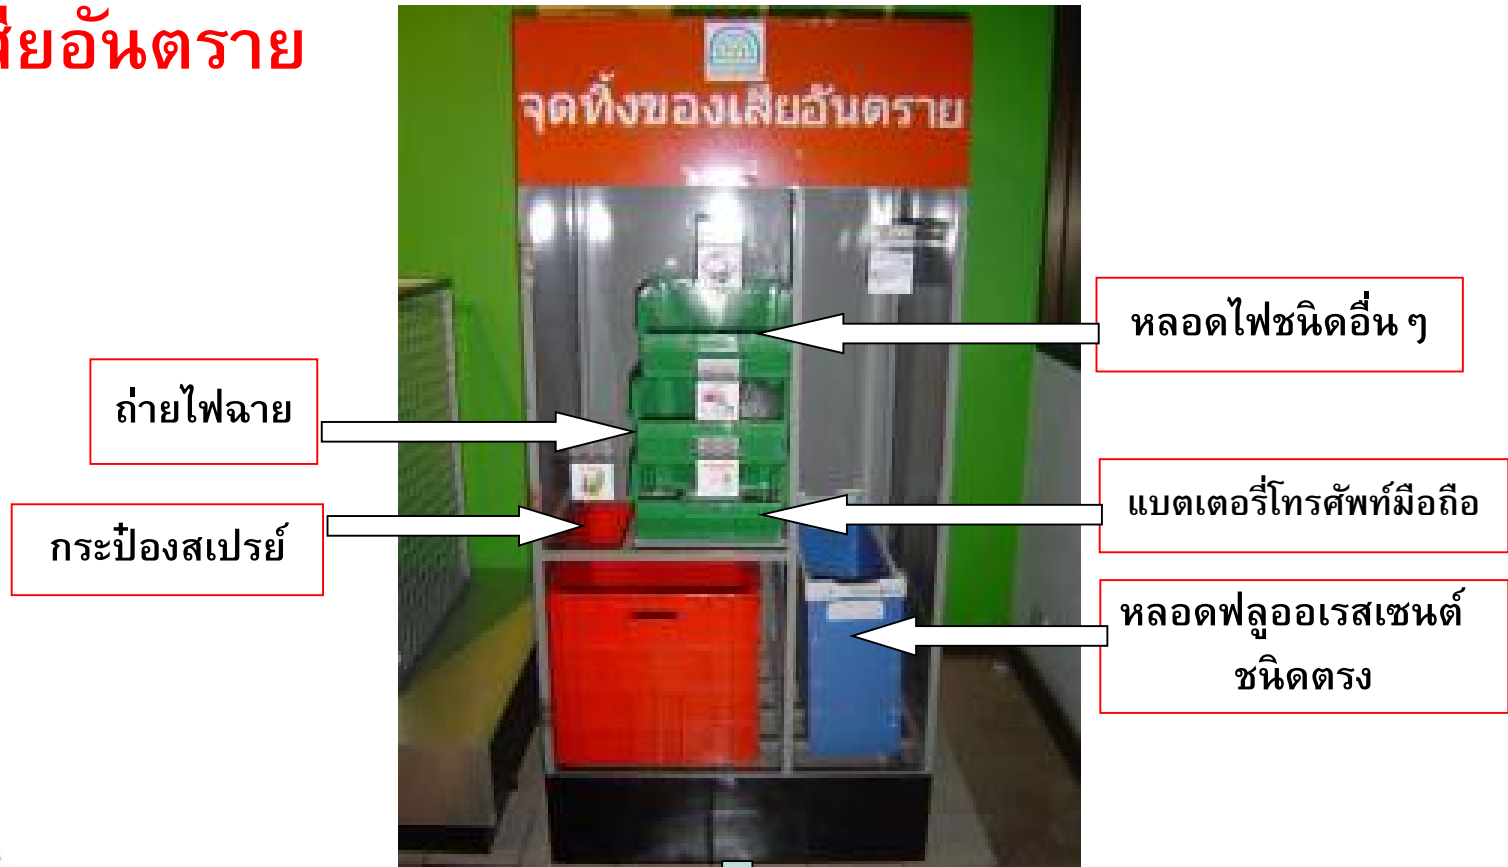 สียอันตราย
จุดทิ้งของเสียอันตราย
หลอดไฟชนิดอื่น ๆ
ถ่ายไฟฉาย
แบตเตอรี่โทรศัพท์มือถือ
กระป๋องสเปรย์
หลอดฟลูออเรสเซนต์
ชนิดตรง